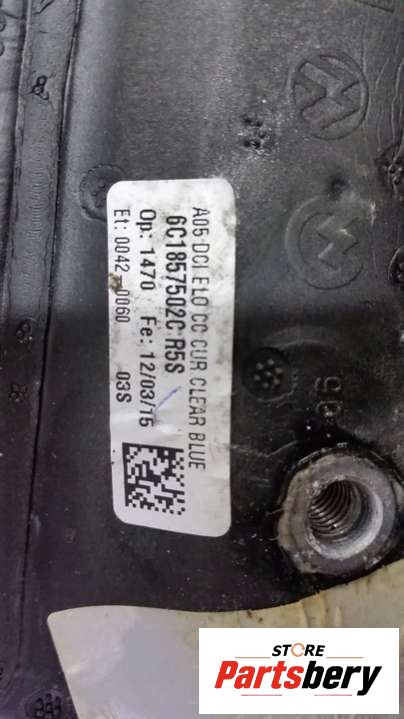 A05 DCI ELO CC CUR CLEAR BLUE
6C1857502C R5S
Op: 1470 Fe: 12/03/15
Et: 0042 - 0060 03S
STORE
Partsbery